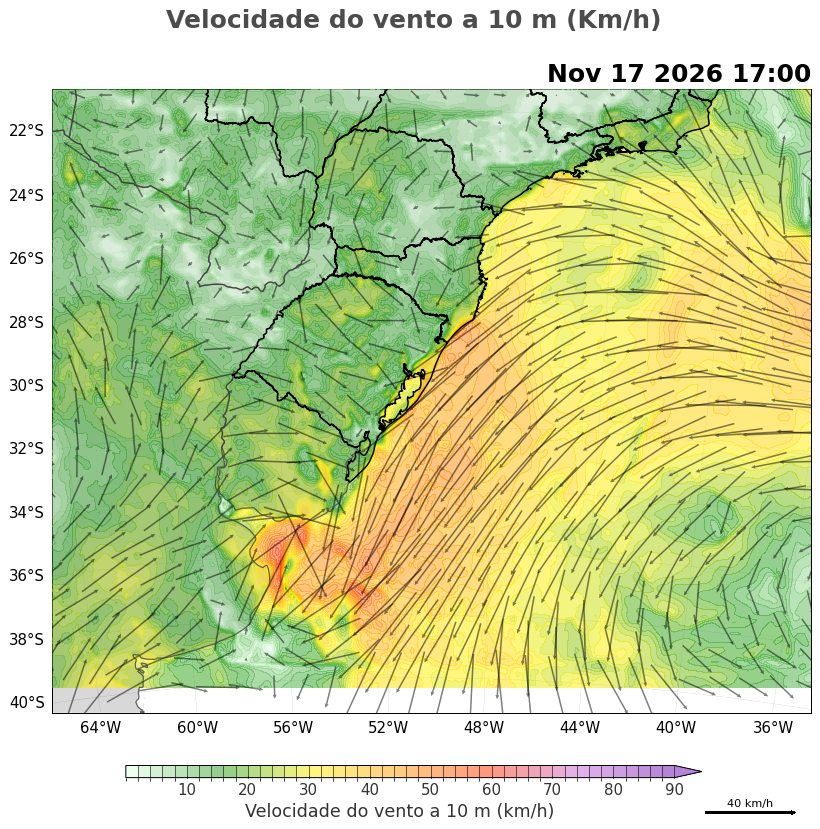 Velocidade do vento a 10 m (Km/h)
Nov 17 2026 17:00
22°S
24°S
26°S
28°S
30°S
32°S
34°S
36°S
38°S
40°S
64°W 60°W 56°W 52°W 48°W 44°W 40°W 36°W
10 20 30 40 50 60 70 80 90
Velocidade do vento a 10 m (km/h)
40 km/h